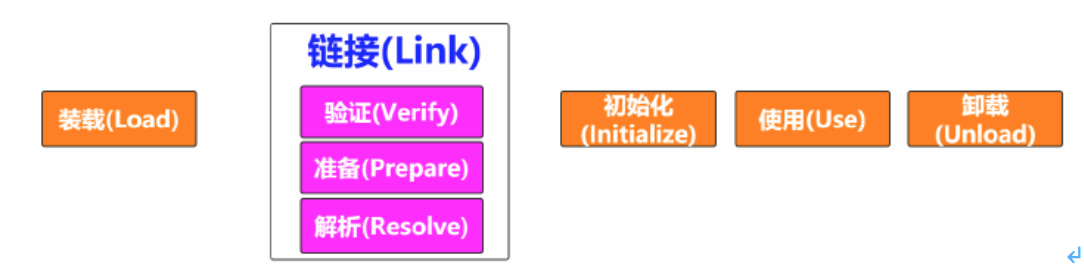 装载(Load)
链接(Link)
验证(Verify)
准备(Prepare)
解析(Resolve)
初始化
(Initialize)
使用(Use)
卸载
(Unload)